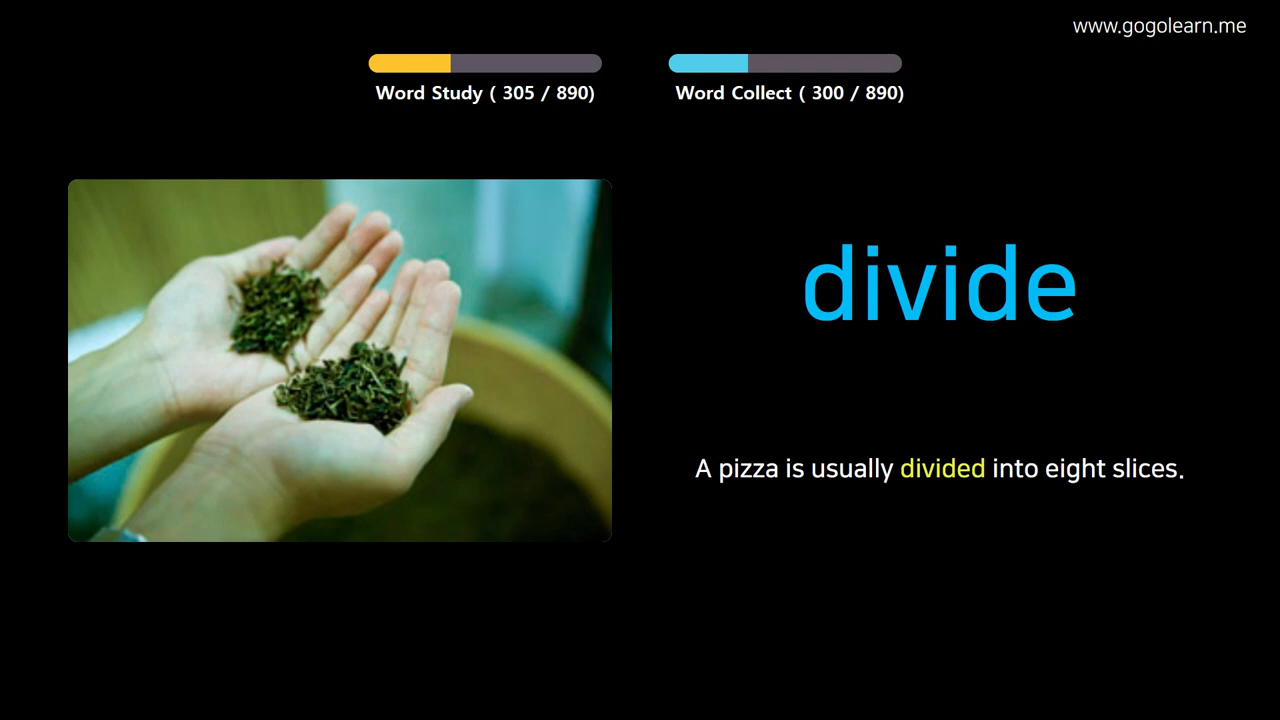 www.gogolearn.me
Word Study ( 305 / 890)
Word Collect ( 300 / 890)
divide
A pizza is usually divided into eight slices.